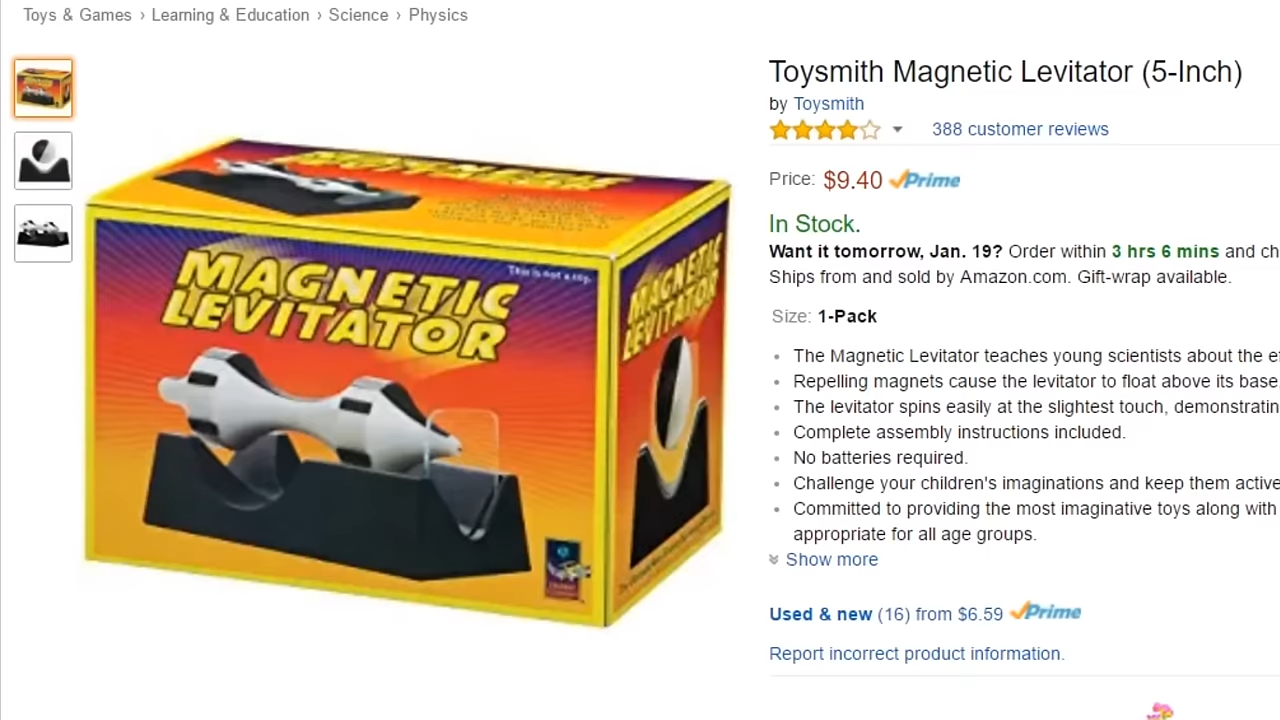 Toys & Games › Learning & Education › Science › Physics
Toysmith Magnetic Levitator (5-Inch)
by Toysmith
388 customer reviews
Price: $9.40 Prime
In Stock.
Want it tomorrow, Jan. 19? Order within 3 hrs 6 mins and ch
Ships from and sold by Amazon.com. Gift-wrap available.
Size: 1-Pack
• The Magnetic Levitator teaches young scientists about the e
• Repelling magnets cause the levitator to float above its base
• The levitator spins easily at the slightest touch, demonstratin
• Complete assembly instructions included.
• No batteries required.
• Challenge your children's imaginations and keep them active
• Committed to providing the most imaginative toys along with
appropriate for all age groups.
Show more
Used & new (16) from $6.59 Prime
Report incorrect product information.
This is not a toy.
MAGNETIC
LEVITATOR
MAGNETIC
LEVITATOR